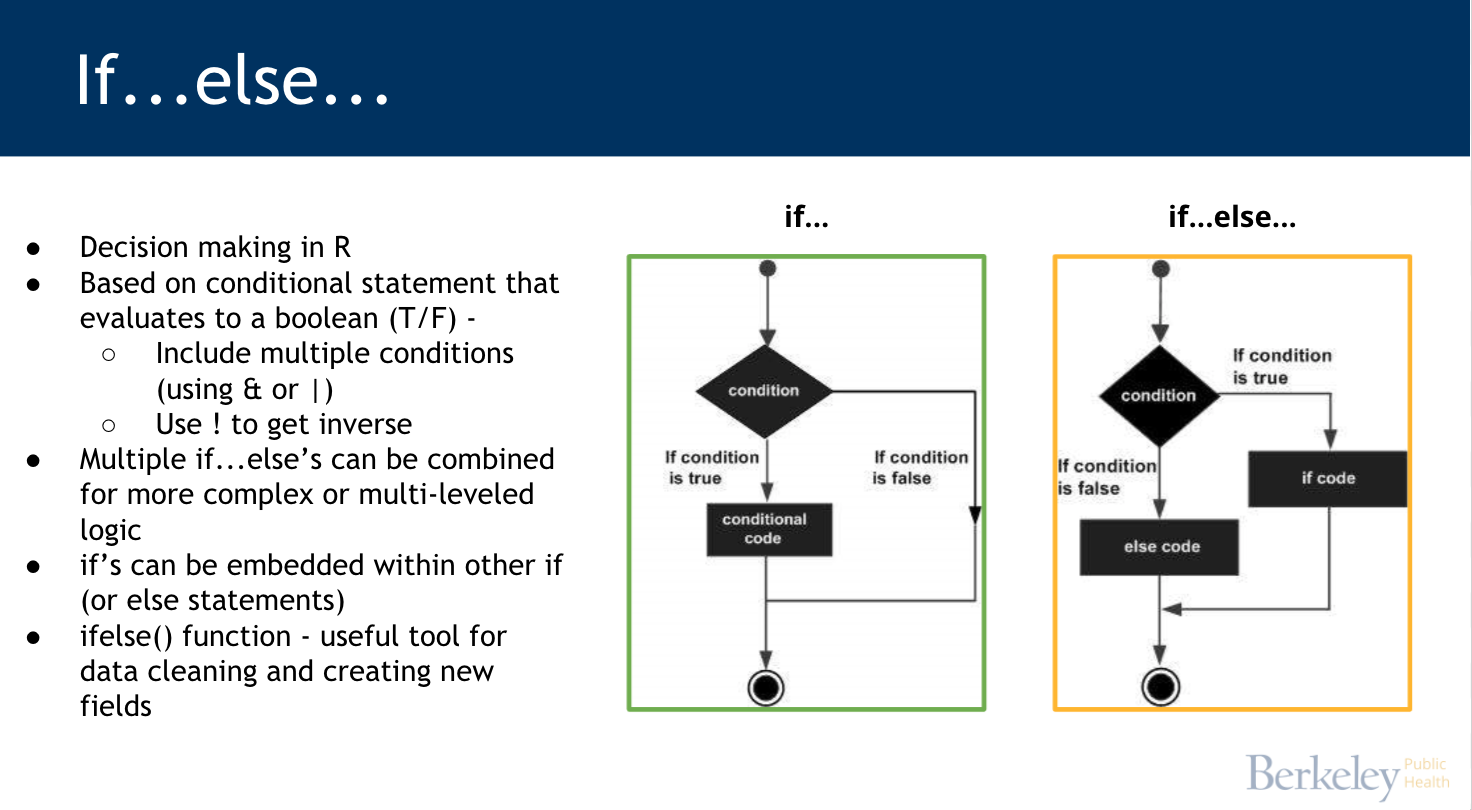 If...else...
● Decision making in R
● Based on conditional statement that
evaluates to a boolean (T/F) -
○ Include multiple conditions
(using & or |)
○ Use ! to get inverse
● Multiple if...else’s can be combined
for more complex or multi-leveled
logic
● if’s can be embedded within other if
(or else statements)
● ifelse() function - useful tool for
data cleaning and creating new
fields
if...
condition
If condition
is true
If condition
is false
conditional
code
if...else...
If condition
is true
condition
If condition
is false
if code
else code
Berkeley
Public
Health